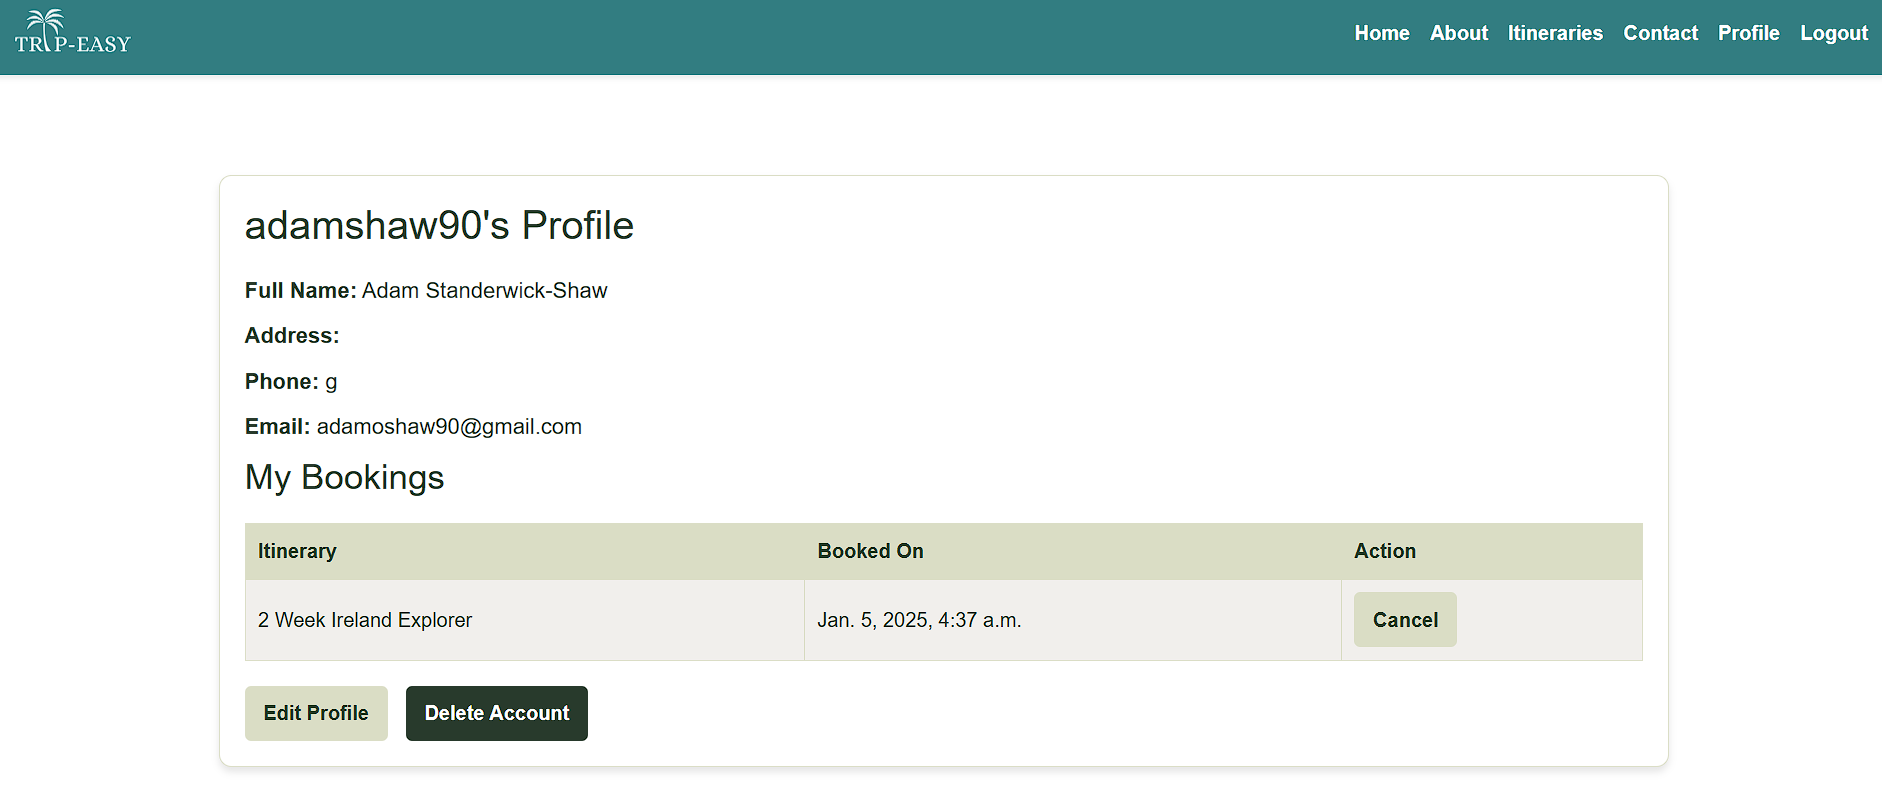 TRIP-EASY
Home About Itineraries Contact Profile Logout
adamshaw90's Profile
Full Name: Adam Standerwick-Shaw
Address:
Phone: g
Email: adamoshaw90@gmail.com
My Bookings
Itinerary Booked On Action
2 Week Ireland Explorer Jan. 5, 2025, 4:37 a.m. Cancel
Edit Profile Delete Account